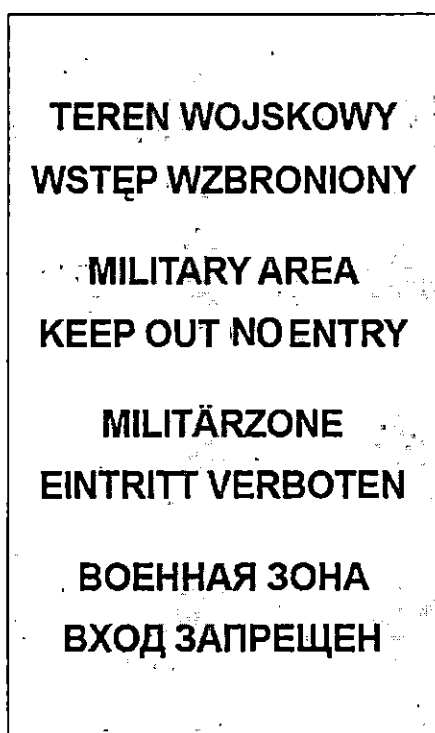 TEREN WOJSKOWY
WSTĘP WZBRONIONY
MILITARY AREA
KEEP OUT NO ENTRY
MILITÄRZONE
EINTRITT VERBOTEN
ВОЕННАЯ ЗОНА
ВХОД ЗАПРЕЩЕН